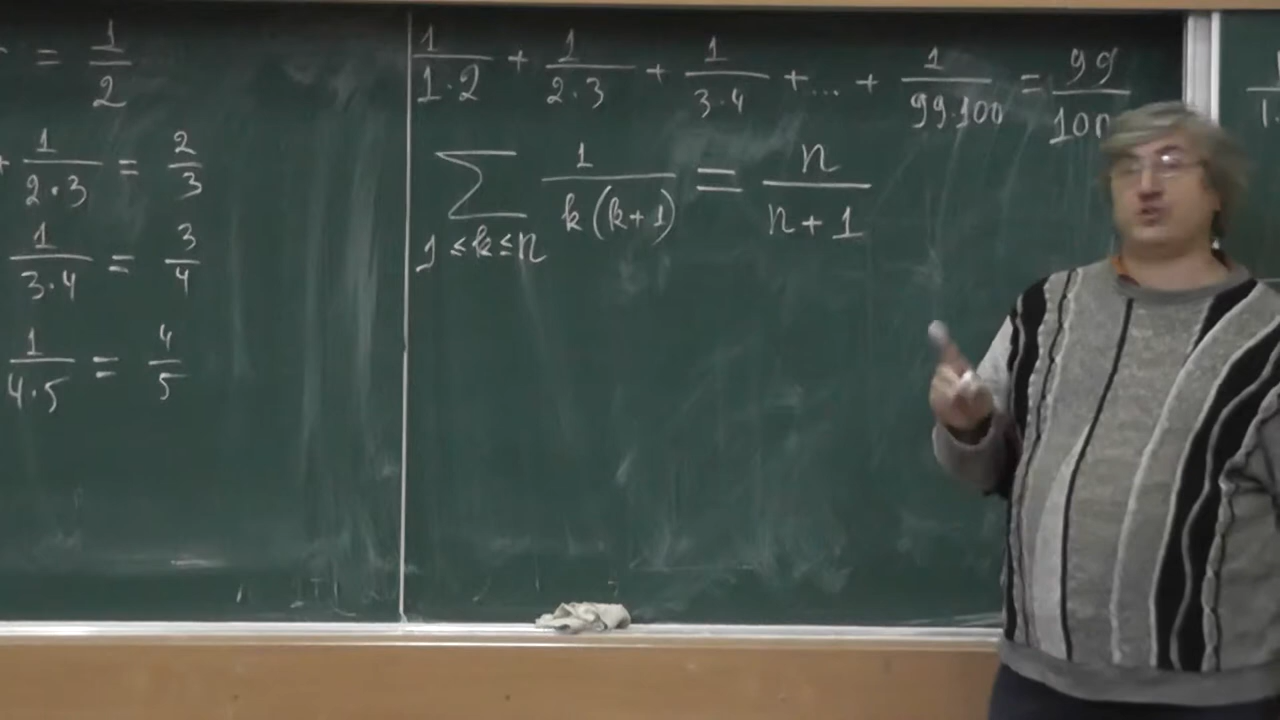 = 1/2
+ 1/(2·3) = 2/3
1/(3·4) = 3/4
1/(4·5) = 4/5
1/(1·2) + 1/(2·3) + 1/(3·4) + ... + 1/(99·100) = 99/100
∑_{1≤k≤n} 1/(k(k+1)) = n/(n+1)